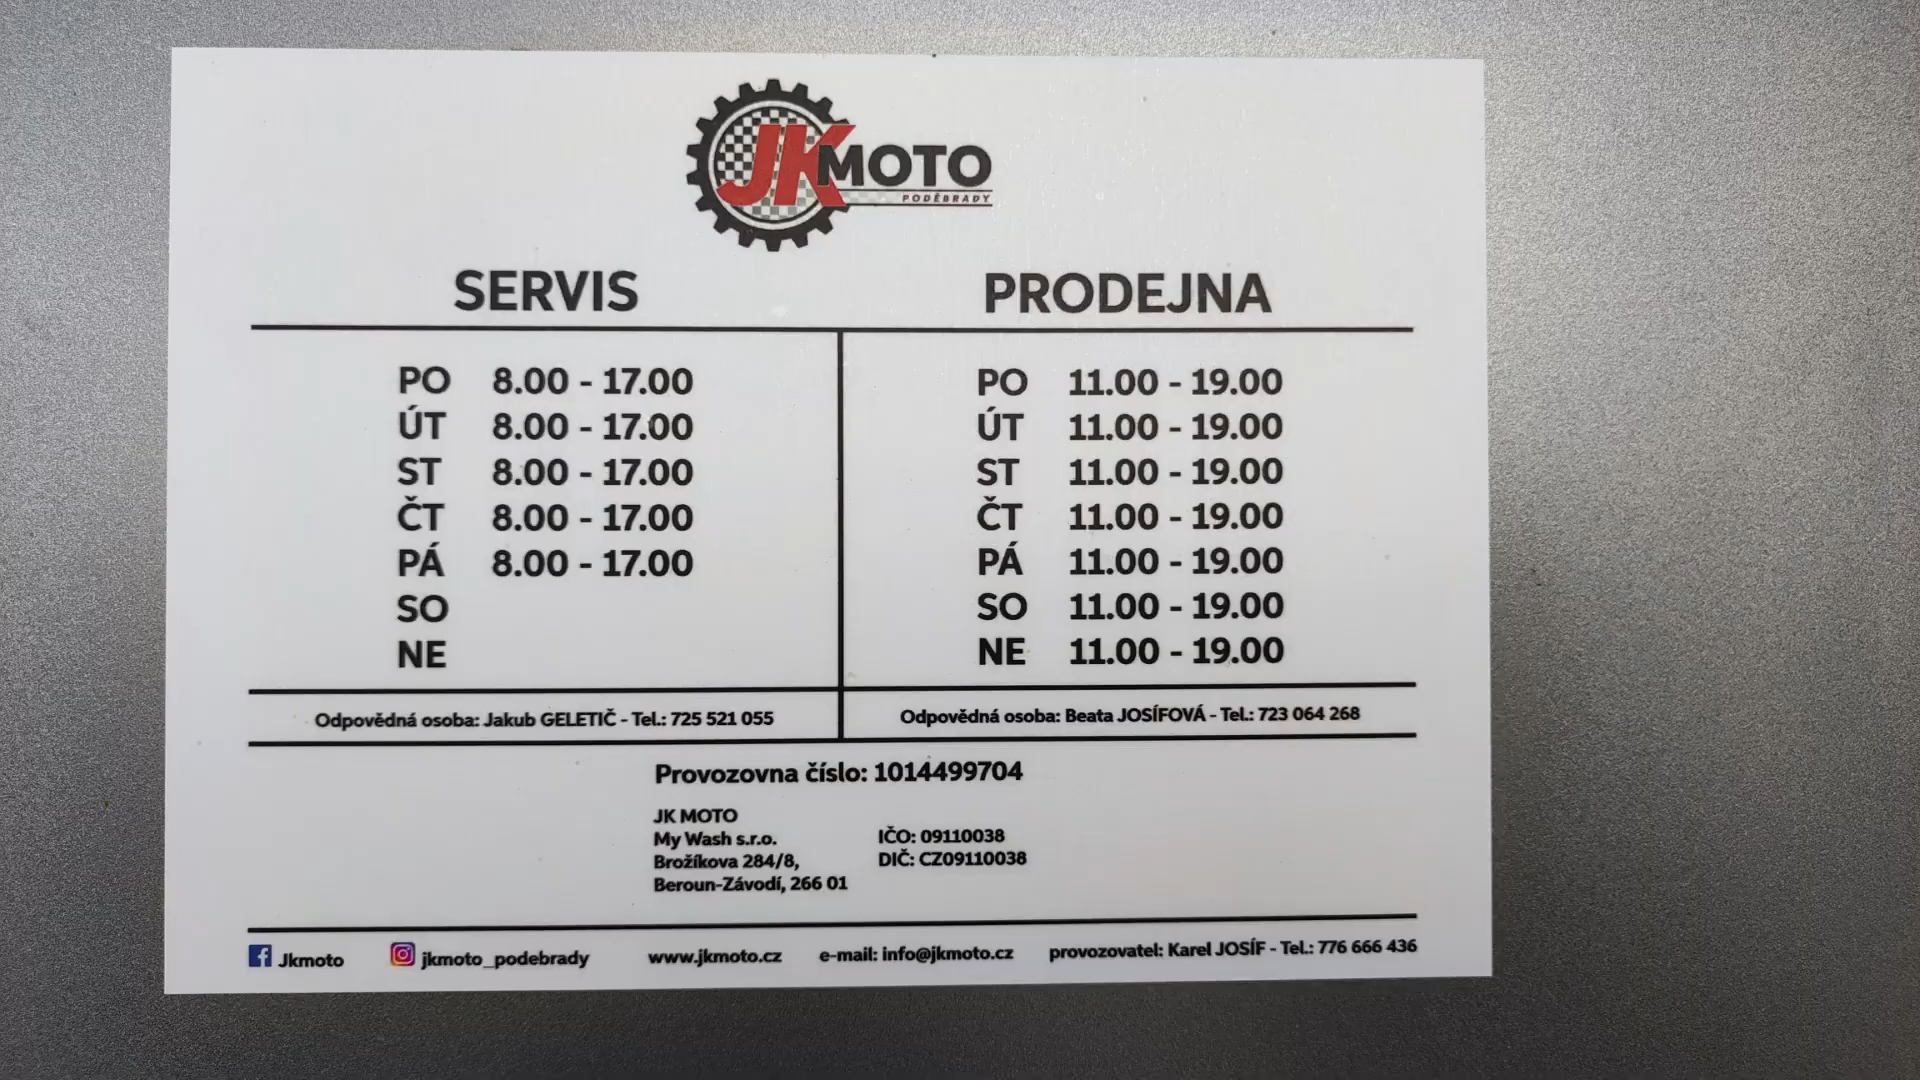 JKMOTO
PODĚBRADY
SERVIS
PO 8.00 - 17.00
ÚT 8.00 - 17.00
ST 8.00 - 17.00
ČT 8.00 - 17.00
PÁ 8.00 - 17.00
SO
NE
Odpovědná osoba: Jakub GELETIČ - Tel.: 725 521 055
PRODEJNA
PO 11.00 - 19.00
ÚT 11.00 - 19.00
ST 11.00 - 19.00
ČT 11.00 - 19.00
PÁ 11.00 - 19.00
SO 11.00 - 19.00
NE 11.00 - 19.00
Odpovědná osoba: Beata JOSÍFOVÁ - Tel.: 723 064 268
Provozovna číslo: 1014499704
JK MOTO
My Wash s.r.o.
Brožíkova 284/8,
Beroun-Závodí, 266 01
IČO: 09110038
DIČ: CZ09110038
Jkmoto jkmoto_podebrady www.jkmoto.cz e-mail: info@jkmoto.cz provozovatel: Karel JOSÍF - Tel.: 776 666 436